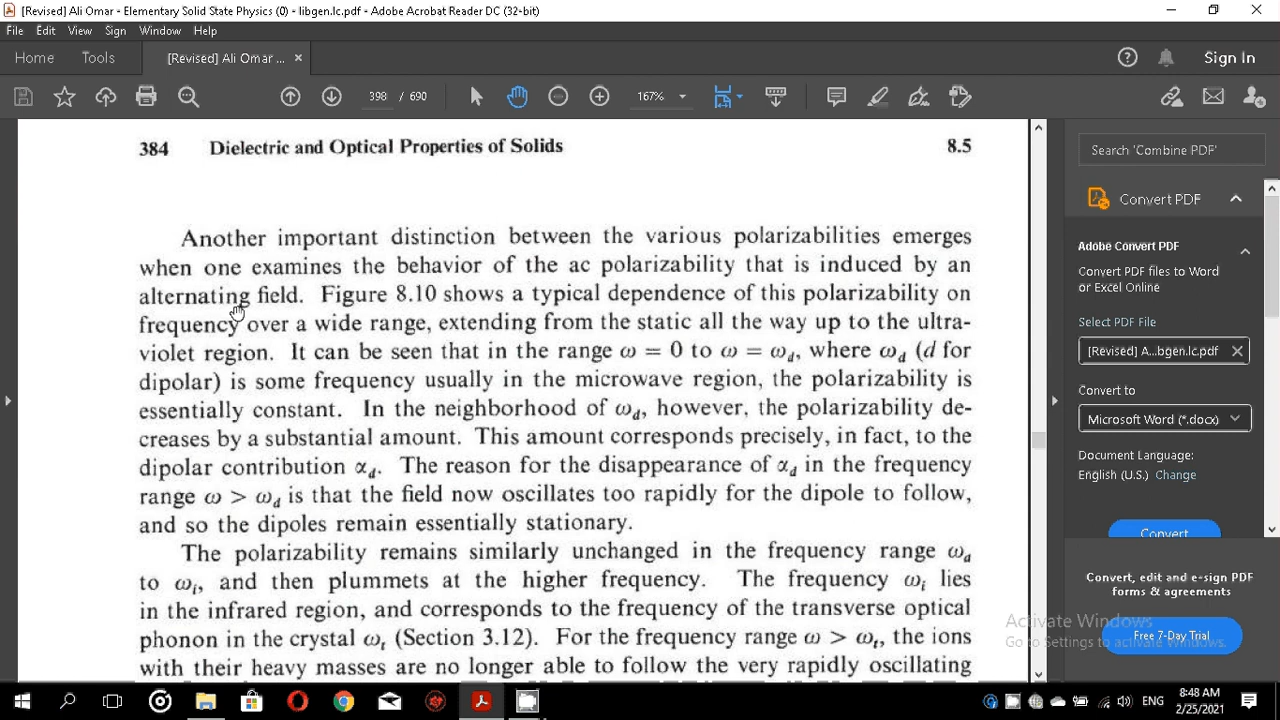 [Revised] Ali Omar - Elementary Solid State Physics (0) - libgen.lc.pdf - Adobe Acrobat Reader DC (32-bit)
File Edit View Sign Window Help
Home Tools [Revised] Ali Omar ... × Sign In
398 / 690 167%
384 Dielectric and Optical Properties of Solids 8.5
Another important distinction between the various polarizabilities emerges
when one examines the behavior of the ac polarizability that is induced by an
alternating field. Figure 8.10 shows a typical dependence of this polarizability on
frequency over a wide range, extending from the static all the way up to the ultra-
violet region. It can be seen that in the range ω = 0 to ω = ω_d, where ω_d (d for
dipolar) is some frequency usually in the microwave region, the polarizability is
essentially constant. In the neighborhood of ω_d, however, the polarizability de-
creases by a substantial amount. This amount corresponds precisely, in fact, to the
dipolar contribution α_d. The reason for the disappearance of α_d in the frequency
range ω > ω_d is that the field now oscillates too rapidly for the dipole to follow,
and so the dipoles remain essentially stationary.
The polarizability remains similarly unchanged in the frequency range ω_d
to ω_i, and then plummets at the higher frequency. The frequency ω_i lies
in the infrared region, and corresponds to the frequency of the transverse optical
phonon in the crystal ω_t (Section 3.12). For the frequency range ω > ω_t, the ions
with their heavy masses are no longer able to follow the very rapidly oscillating
Search 'Combine PDF'
Convert PDF
Adobe Convert PDF
Convert PDF files to Word
or Excel Online
Select PDF File
[Revised] A...bgen.lc.pdf
Convert to
Microsoft Word (*.docx)
Document Language:
English (U.S.) Change
Convert
Convert, edit and e-sign PDF
forms & agreements
Free 7-Day Trial
Activate Windows
Go to Settings to activate Windows.
ENG
8:48 AM
2/25/2021